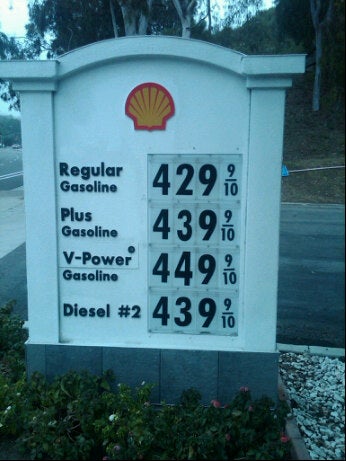 Regular 429 9/10
Gasoline
Plus 439 9/10
Gasoline
V-Power® 449 9/10
Gasoline
Diesel #2 439 9/10